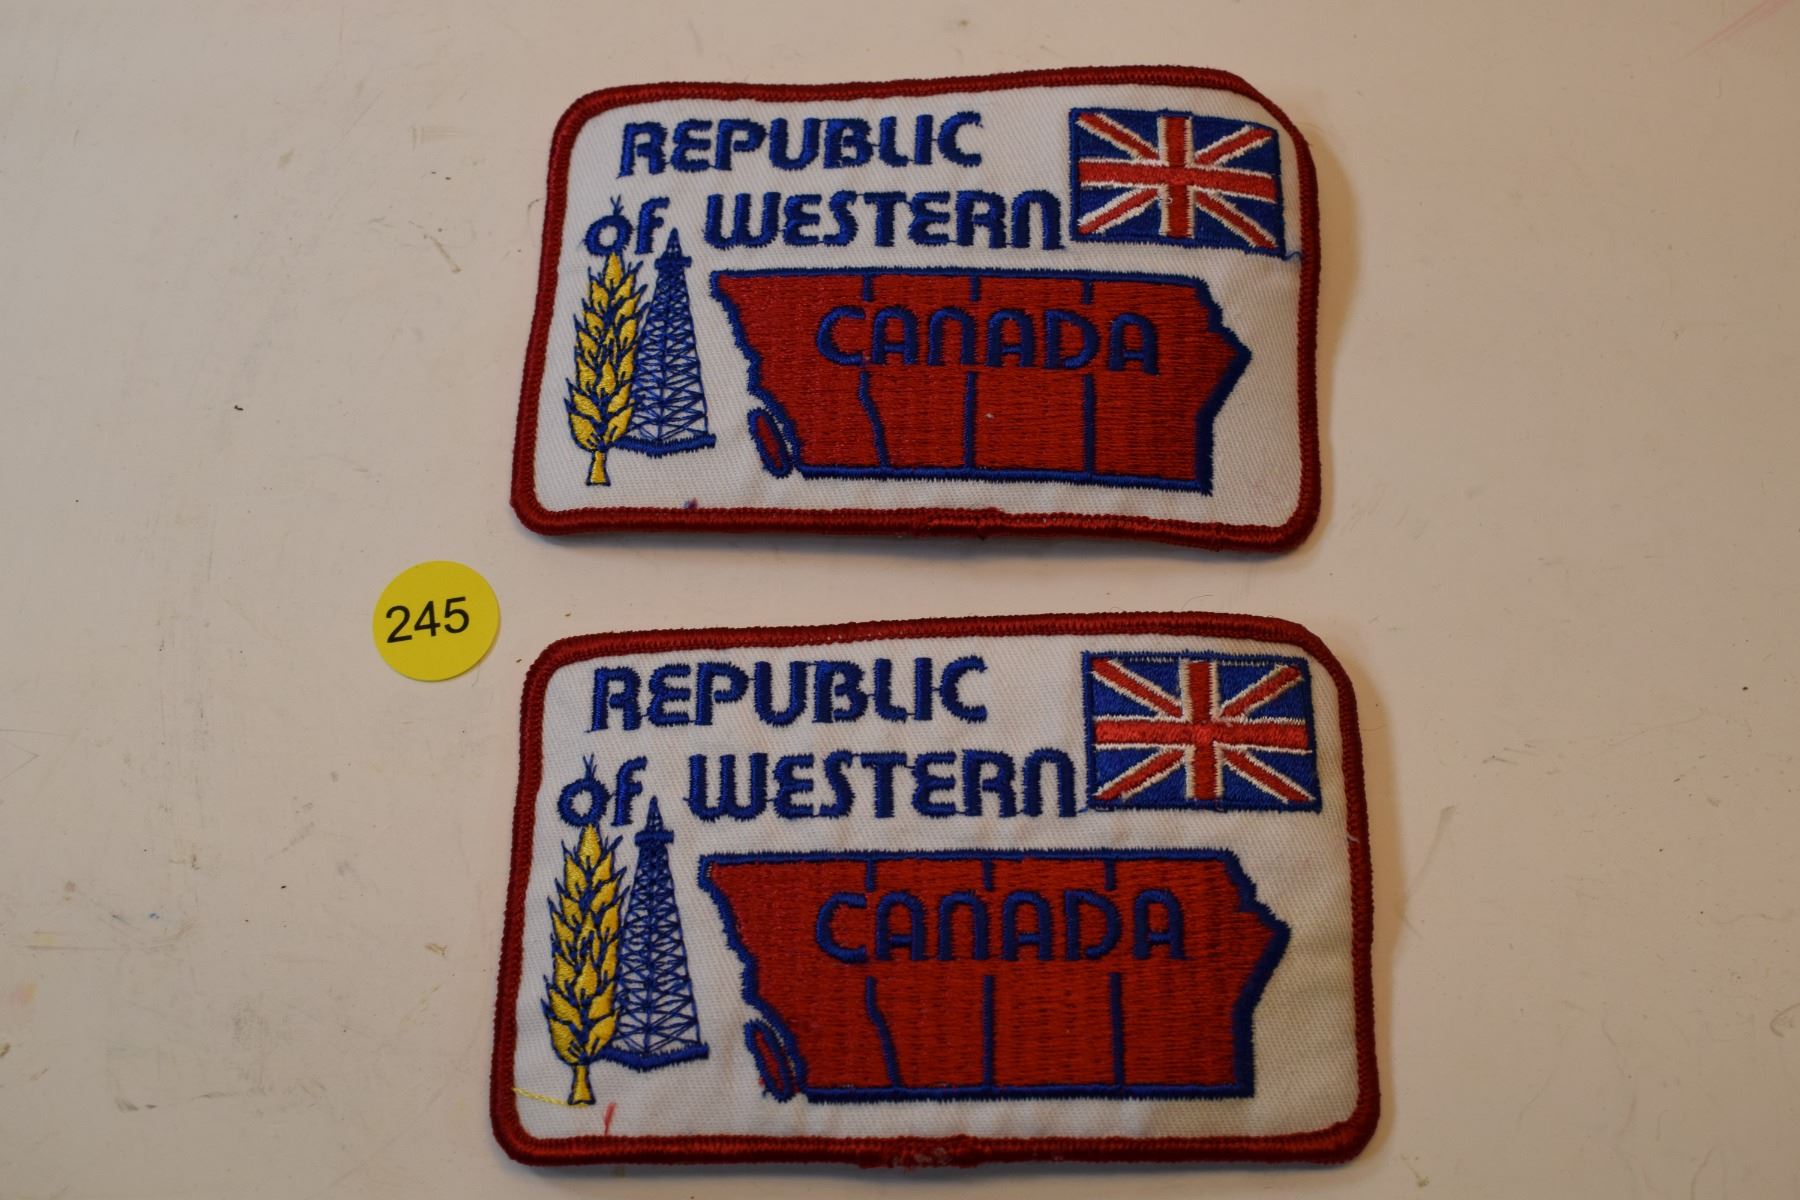 REPUBLIC
OF WESTERN
CANADA
245
REPUBLIC
OF WESTERN
CANADA